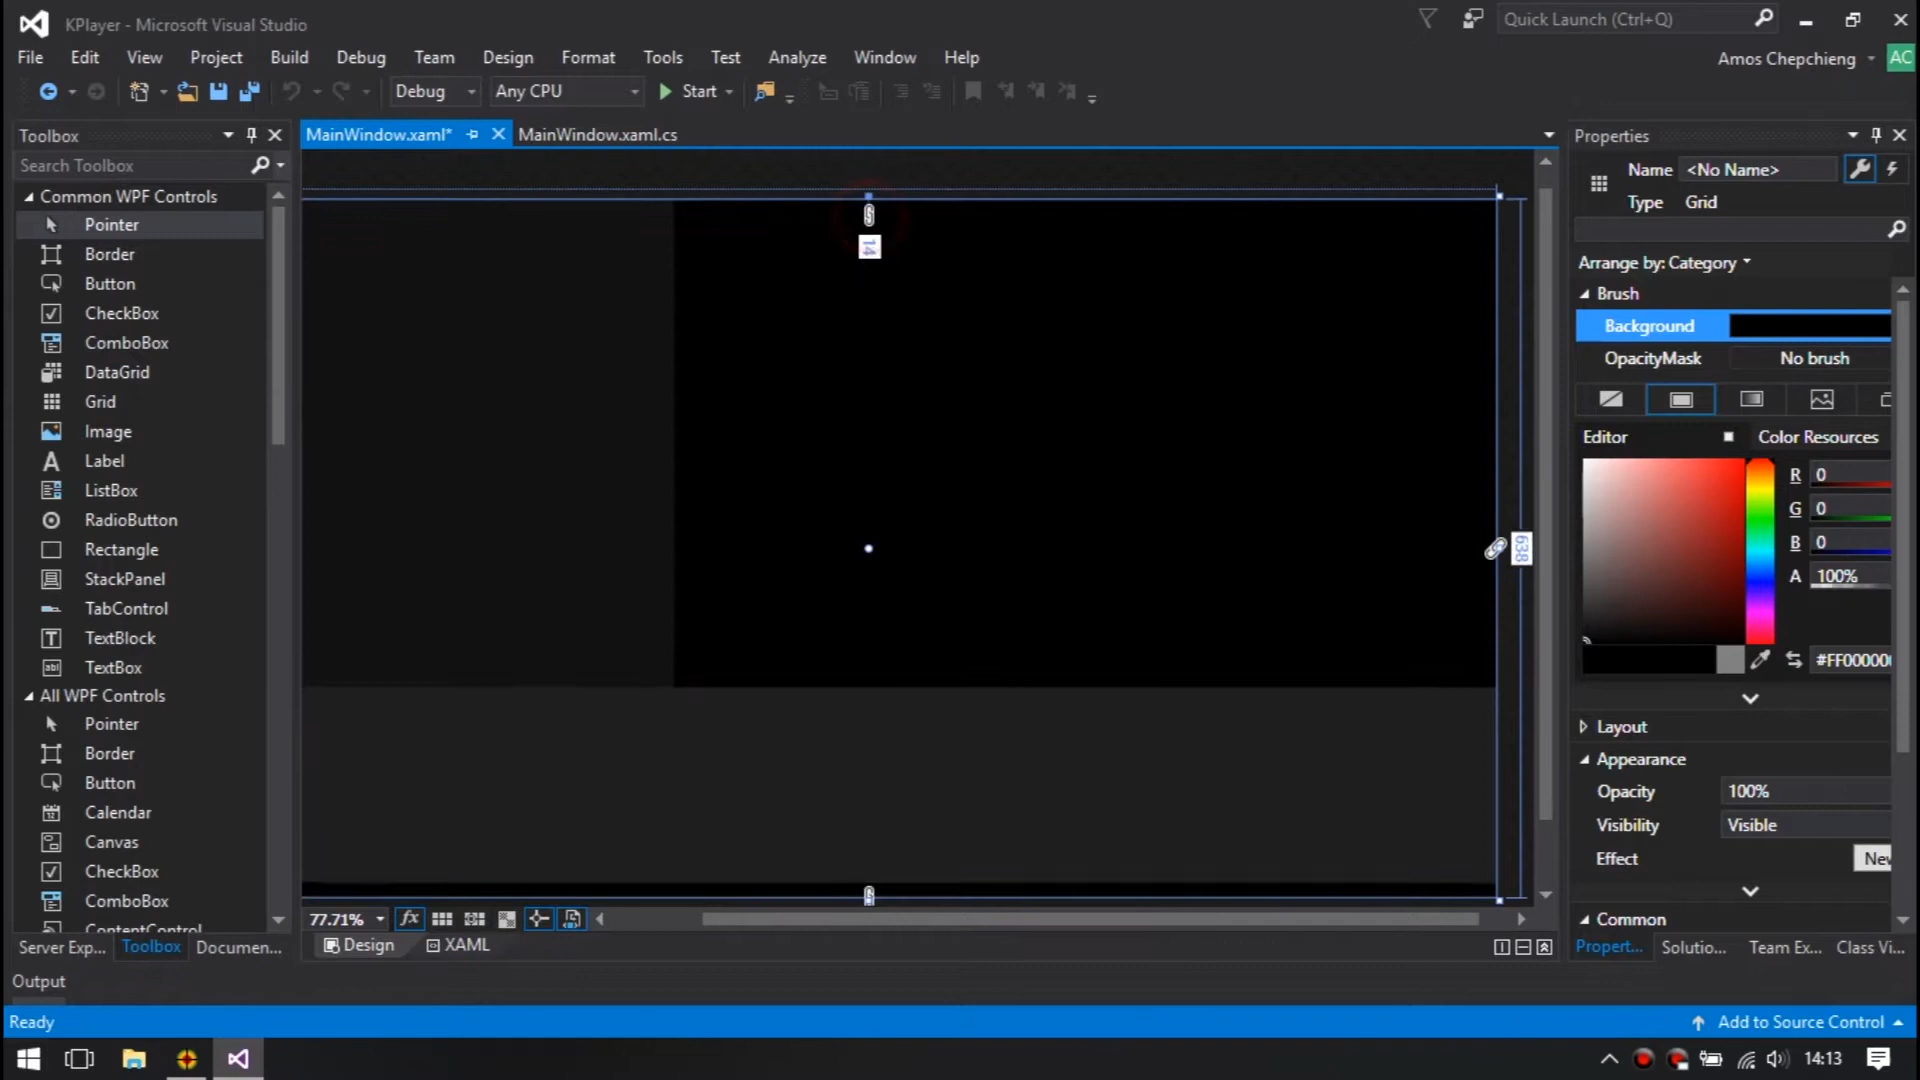 KPlayer - Microsoft Visual Studio
Quick Launch (Ctrl+Q)
File Edit View Project Build Debug Team Design Format Tools Test Analyze Window Help
Amos Chepchieng AC
Debug Any CPU Start
Toolbox
MainWindow.xaml* MainWindow.xaml.cs
Properties
Search Toolbox
Name <No Name>
Type Grid
Common WPF Controls
Pointer
Border
Button
CheckBox
ComboBox
DataGrid
Grid
Image
Label
ListBox
RadioButton
Rectangle
StackPanel
TabControl
TextBlock
TextBox
All WPF Controls
Pointer
Border
Button
Calendar
Canvas
CheckBox
ComboBox
ContentControl
14
638
Arrange by: Category
Brush
Background
OpacityMask No brush
Editor Color Resources
R 0
G 0
B 0
A 100%
#FF000000
Layout
Appearance
Opacity 100%
Visibility Visible
Effect New
Common
77.71% fx
Design XAML
Server Exp... Toolbox Documen...
Propert... Solutio... Team Ex... Class Vi...
Output
Ready
Add to Source Control
14:13